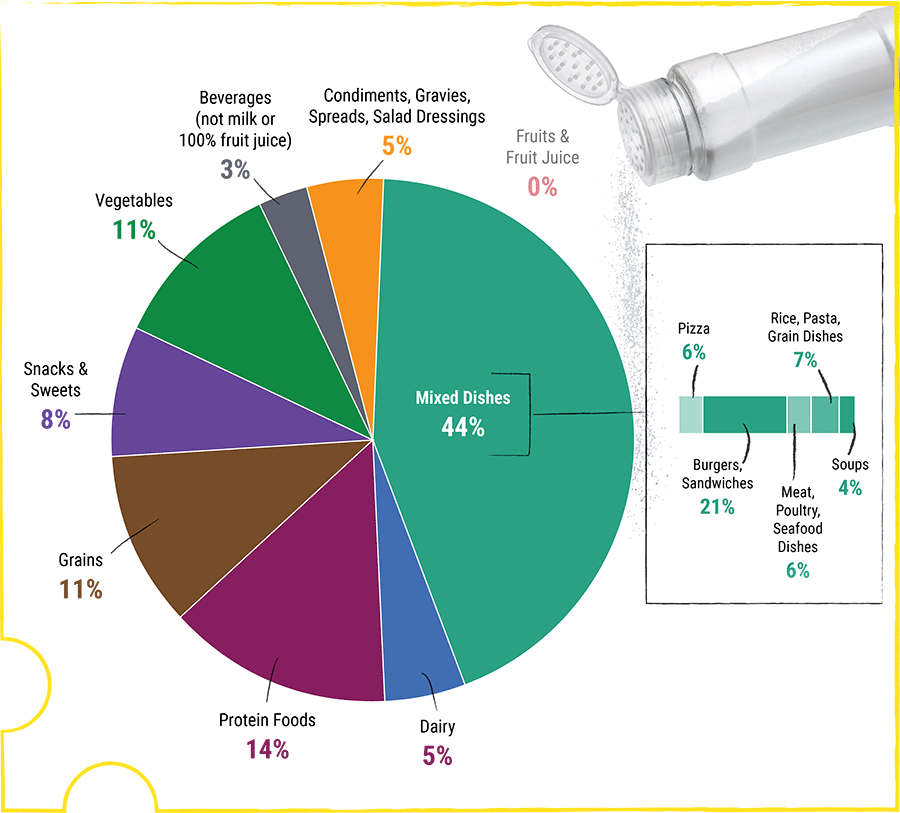 Beverages
(not milk or
100% fruit juice)
3%
Condiments, Gravies,
Spreads, Salad Dressings
5%
Fruits &
Fruit Juice
0%
Vegetables
11%
Snacks &
Sweets
8%
Mixed Dishes
44%
Pizza
6%
Rice, Pasta,
Grain Dishes
7%
Burgers,
Sandwiches
21%
Meat,
Poultry,
Seafood
Dishes
6%
Soups
4%
Grains
11%
Protein Foods
14%
Dairy
5%